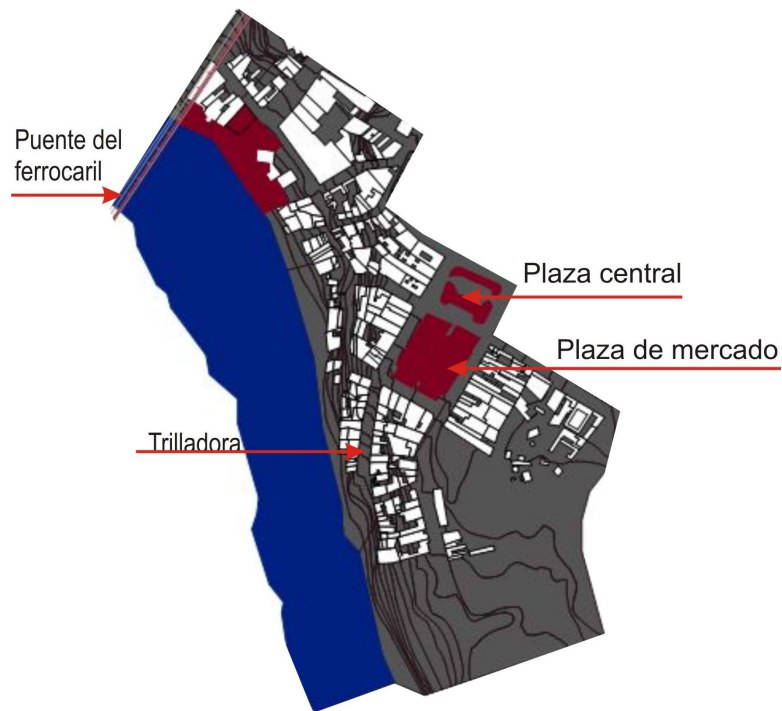 Puente del
ferrocaril
Plaza central
Plaza de mercado
Trilladora